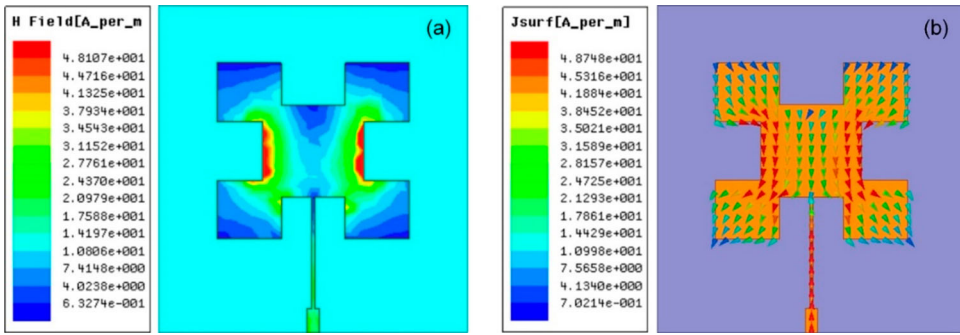 H Field[A_per_m
4.8107e+001
4.4716e+001
4.1325e+001
3.7934e+001
3.4543e+001
3.1152e+001
2.7761e+001
2.4370e+001
2.0979e+001
1.7588e+001
1.4197e+001
1.0806e+001
7.4148e+000
4.0238e+000
6.3274e-001
(a)
Jsurf[A_per_m]
4.8748e+001
4.5316e+001
4.1884e+001
3.8452e+001
3.5021e+001
3.1589e+001
2.8157e+001
2.4725e+001
2.1293e+001
1.7861e+001
1.4429e+001
1.0998e+001
7.5658e+000
4.1340e+000
7.0214e-001
(b)